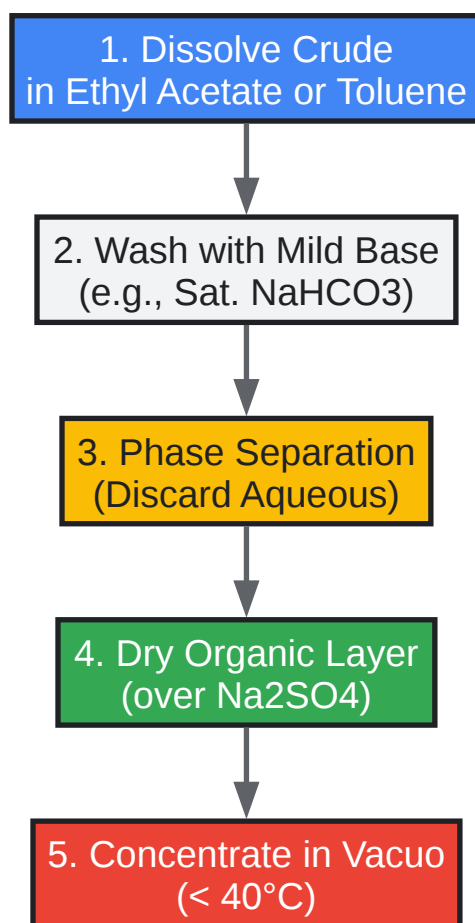 1. Dissolve Crude
in Ethyl Acetate or Toluene
2. Wash with Mild Base
(e.g., Sat. NaHCO3)
3. Phase Separation
(Discard Aqueous)
4. Dry Organic Layer
(over Na2SO4)
5. Concentrate in Vacuo
(< 40°C)